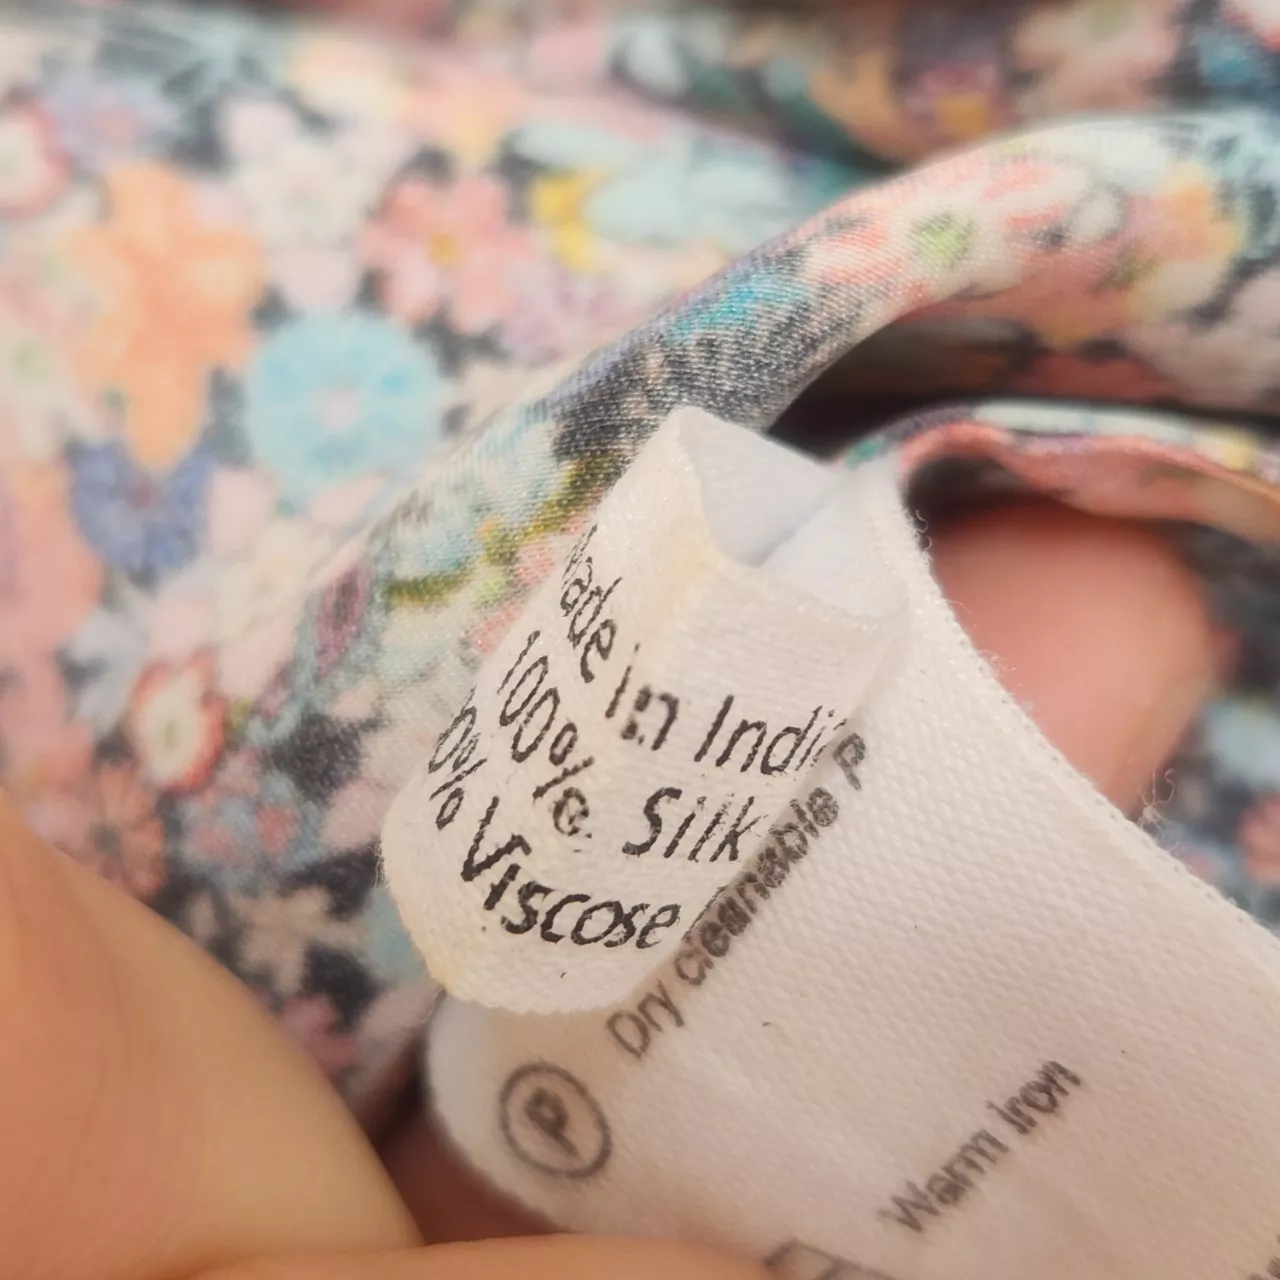 ade in Indi
100% Silk
0% Viscose
Dry cleanable P
P
Warm iron